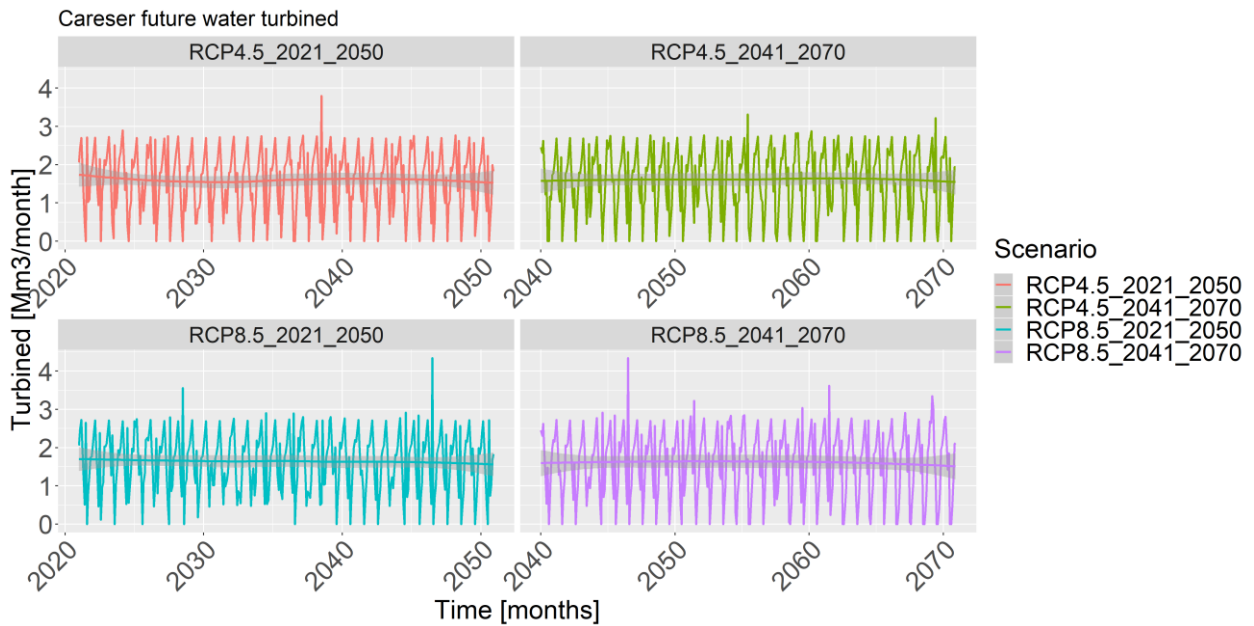 Careser future water turbined
RCP4.5_2021_2050
RCP4.5_2041_2070
4
3
2
1
0
2020
2030
2040
2050
2040
2050
2060
2070
RCP8.5_2021_2050
RCP8.5_2041_2070
4
3
2
1
0
2020
2030
2040
2050
2040
2050
2060
2070
Turbined [Mm3/month]
Time [months]
Scenario
RCP4.5_2021_2050
RCP4.5_2041_2070
RCP8.5_2021_2050
RCP8.5_2041_2070